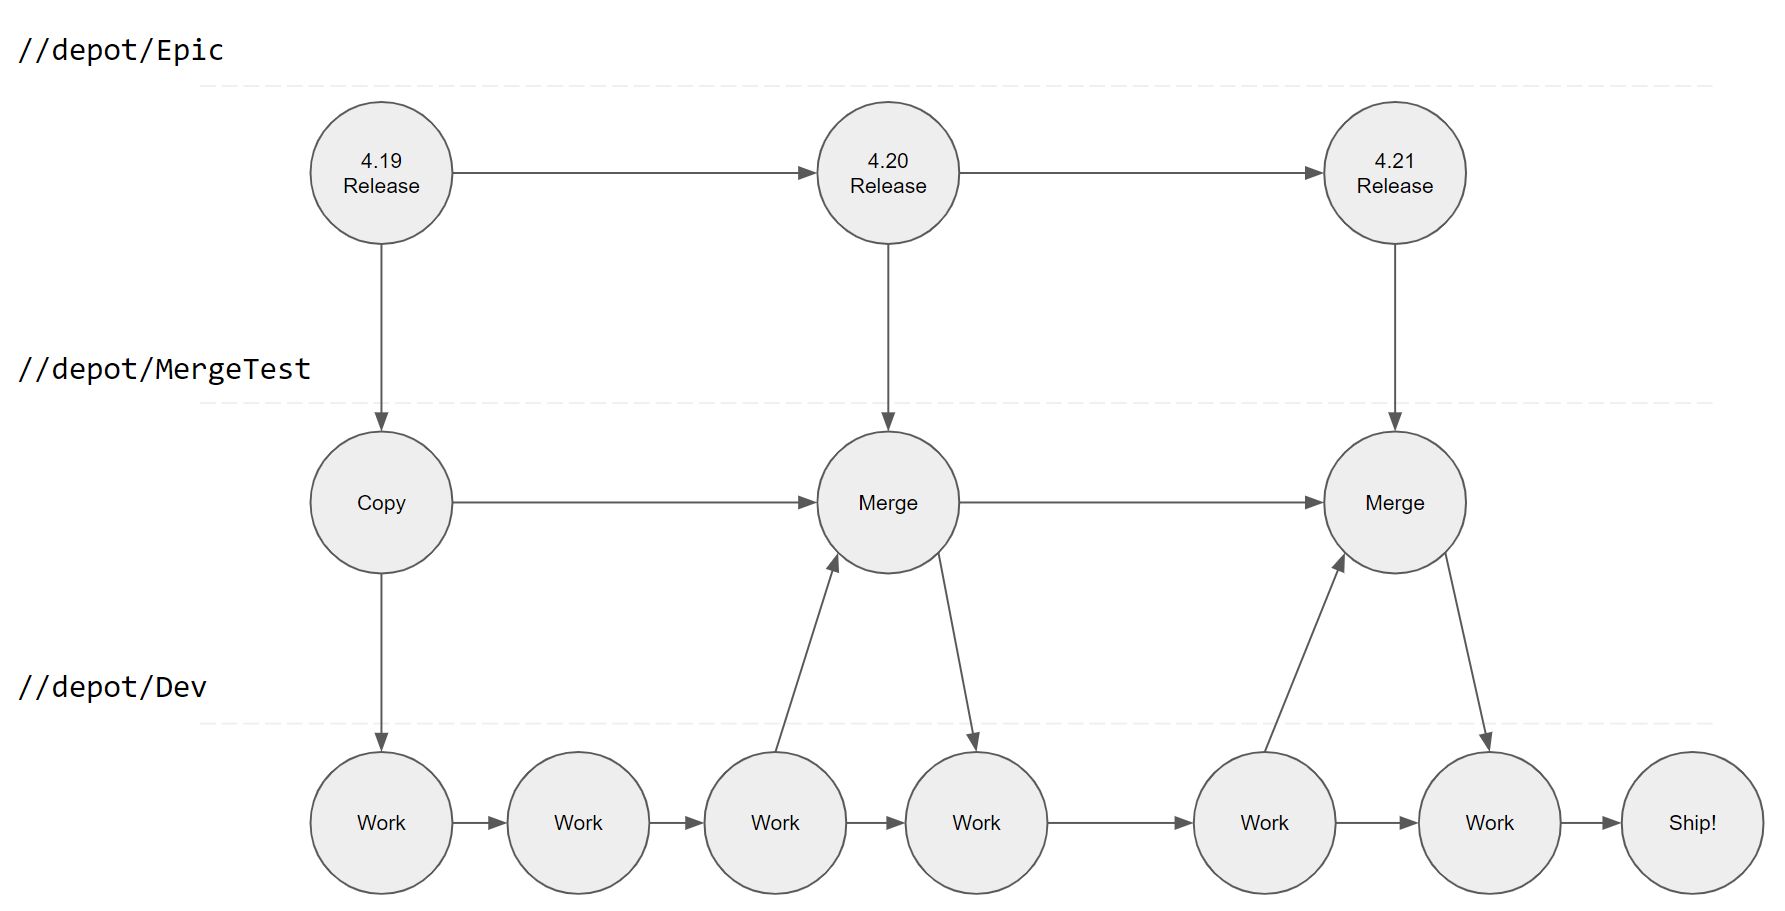 //depot/Epic
4.19
Release
4.20
Release
4.21
Release
//depot/MergeTest
Copy
Merge
Merge
//depot/Dev
Work
Work
Work
Work
Work
Work
Ship!